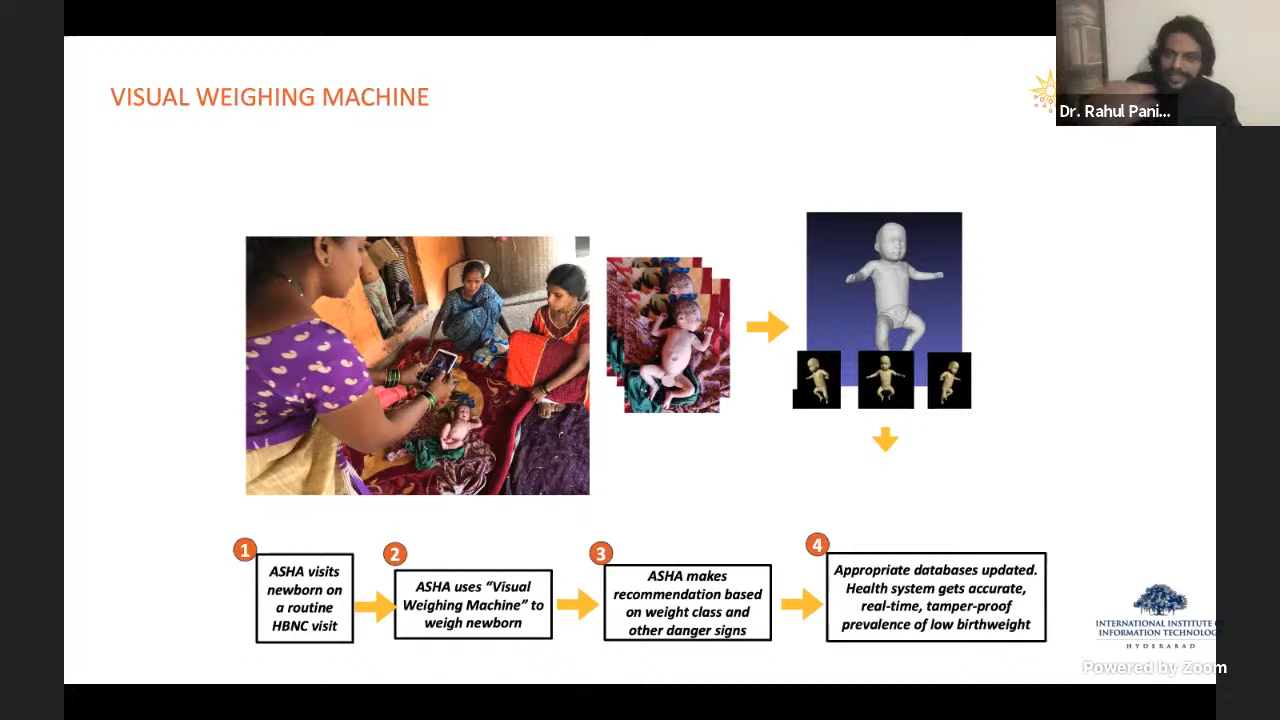 Dr. Rahul Pani...
VISUAL WEIGHING MACHINE
1
ASHA visits
newborn on
a routine
HBNC visit
2
ASHA uses “Visual
Weighing Machine” to
weigh newborn
3
ASHA makes
recommendation based
on weight class and
other danger signs
4
Appropriate databases updated.
Health system gets accurate,
real-time, tamper-proof
prevalence of low birthweight
INTERNATIONAL INSTITUTE
INFORMATION TECHNOLOGY
HYDERABAD
Powered by Zoom